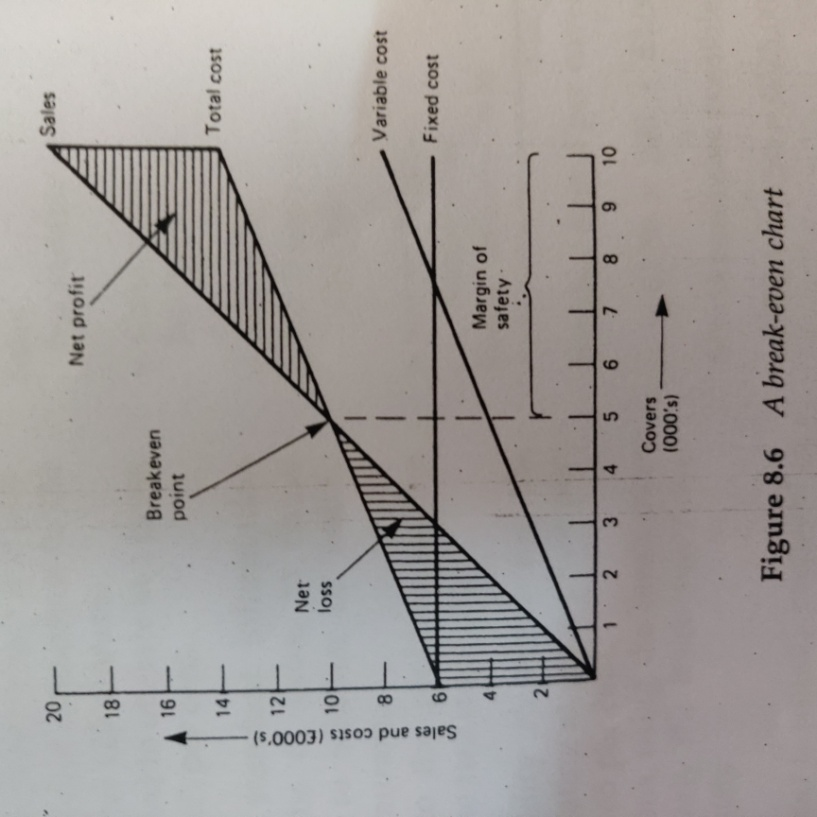 Sales
Total cost
Variable cost
Fixed cost
Net profit
Breakeven
point
Net
loss
Margin of
safety
Sales and costs (£000's)
20
18
16
14
12
10
8
6
4
2
1
2
3
4
5
6
7
8
9
10
Covers
(000's)
Figure 8.6 A break-even chart